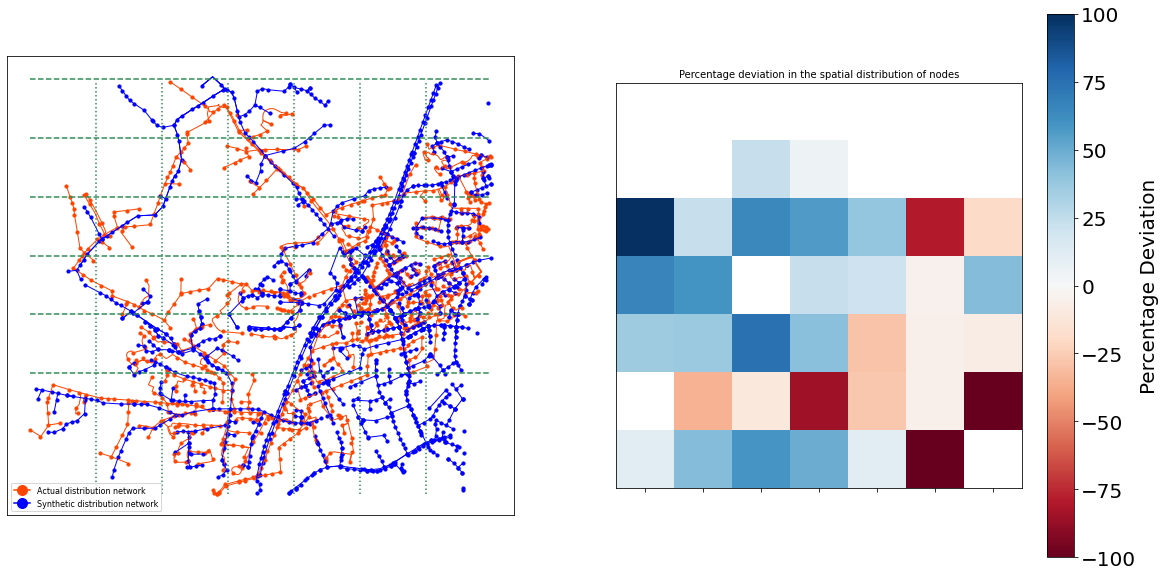 Actual distribution network
Synthetic distribution network
Percentage deviation in the spatial distribution of nodes
100
75
50
25
0
−25
−50
−75
−100
Percentage Deviation